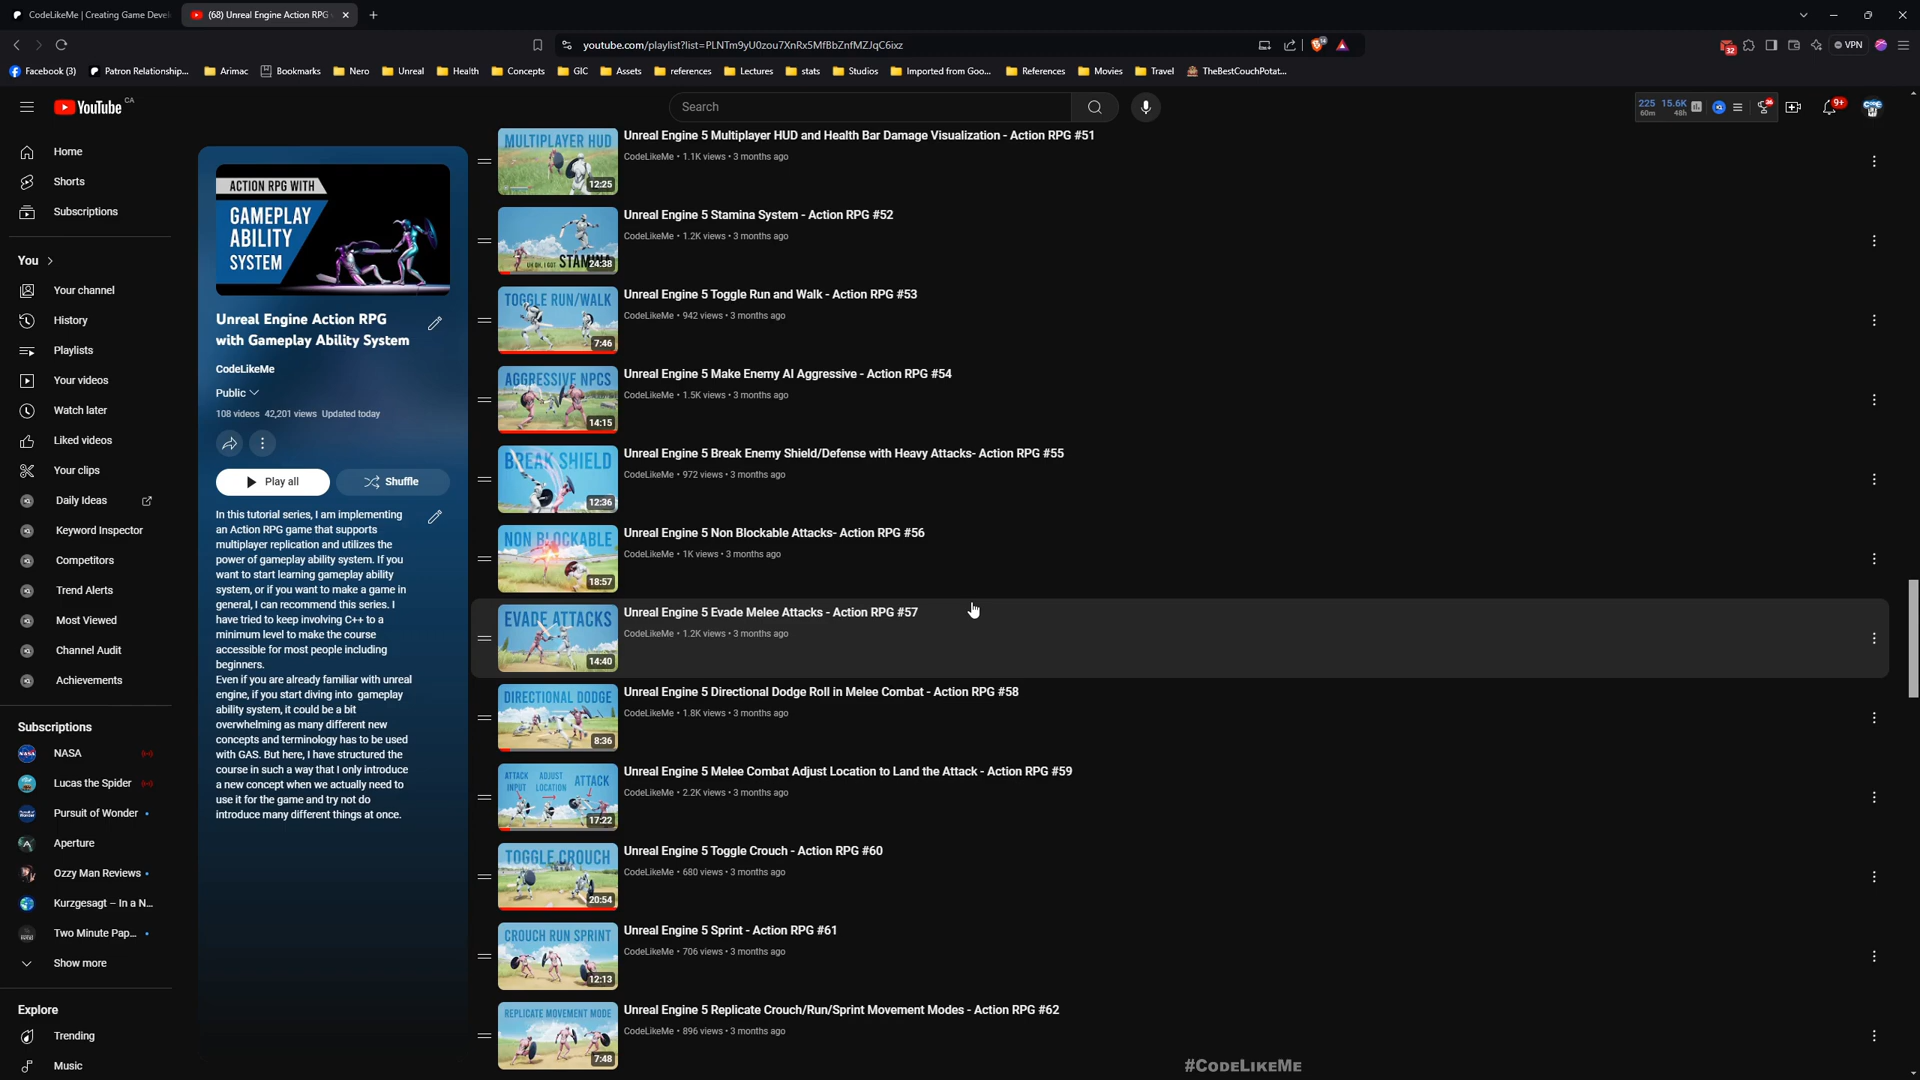 CodeLikeMe | Creating Game Devel
(68) Unreal Engine Action RPG
youtube.com/playlist?list=PLNTm9yU0zou7XnRx5MfBbZnfMZJqC6ixz
32
VPN
Facebook (3)
Patron Relationship...
Arimac
Bookmarks
Nero
Unreal
Health
Concepts
GIC
Assets
references
Lectures
stats
Studios
Imported from Goo...
References
Movies
Travel
TheBestCouchPotat...
YouTube CA
Search
225 15.6K
60m 48h
9+
Home
Shorts
Subscriptions
You
Your channel
History
Playlists
Your videos
Watch later
Liked videos
Your clips
Daily Ideas
Keyword Inspector
Competitors
Trend Alerts
Most Viewed
Channel Audit
Achievements
Subscriptions
NASA
Lucas the Spider
Pursuit of Wonder
Aperture
Ozzy Man Reviews
Kurzgesagt – In a N...
Two Minute Pap...
Show more
Explore
Trending
Music
ACTION RPG WITH
GAMEPLAY
ABILITY
SYSTEM
Unreal Engine Action RPG
with Gameplay Ability System
CodeLikeMe
Public
108 videos 42,201 views Updated today
Play all
Shuffle
In this tutorial series, I am implementing
an Action RPG game that supports
multiplayer replication and utilizes the
power of gameplay ability system. If you
want to start learning gameplay ability
system, or if you want to make a game in
general, I can recommend this series. I
have tried to keep involving C++ to a
minimum level to make the course
accessible for most people including
beginners.
Even if you are already familiar with unreal
engine, if you start diving into gameplay
ability system, it could be a bit
overwhelming as many different new
concepts and terminology has to be used
with GAS. But here, I have structured the
course in such a way that I only introduce
a new concept when we actually need to
use it for the game and try not do
introduce many different things at once.
MULTIPLAYER HUD
12:25
Unreal Engine 5 Multiplayer HUD and Health Bar Damage Visualization - Action RPG #51
CodeLikeMe • 1.1K views • 3 months ago
STAMINA
24:38
Unreal Engine 5 Stamina System - Action RPG #52
CodeLikeMe • 1.2K views • 3 months ago
TOGGLE RUN/WALK
7:46
Unreal Engine 5 Toggle Run and Walk - Action RPG #53
CodeLikeMe • 942 views • 3 months ago
AGGRESSIVE NPCS
14:15
Unreal Engine 5 Make Enemy AI Aggressive - Action RPG #54
CodeLikeMe • 1.5K views • 3 months ago
BREAK SHIELD
12:36
Unreal Engine 5 Break Enemy Shield/Defense with Heavy Attacks- Action RPG #55
CodeLikeMe • 972 views • 3 months ago
NON BLOCKABLE
18:57
Unreal Engine 5 Non Blockable Attacks- Action RPG #56
CodeLikeMe • 1K views • 3 months ago
EVADE ATTACKS
14:40
Unreal Engine 5 Evade Melee Attacks - Action RPG #57
CodeLikeMe • 1.2K views • 3 months ago
DIRECTIONAL DODGE
8:36
Unreal Engine 5 Directional Dodge Roll in Melee Combat - Action RPG #58
CodeLikeMe • 1.8K views • 3 months ago
ATTACK INPUT
ADJUST LOCATION
ATTACK
17:22
Unreal Engine 5 Melee Combat Adjust Location to Land the Attack - Action RPG #59
CodeLikeMe • 2.2K views • 3 months ago
TOGGLE CROUCH
20:54
Unreal Engine 5 Toggle Crouch - Action RPG #60
CodeLikeMe • 680 views • 3 months ago
CROUCH RUN SPRINT
12:13
Unreal Engine 5 Sprint - Action RPG #61
CodeLikeMe • 706 views • 3 months ago
REPLICATE MOVEMENT MODE
7:48
Unreal Engine 5 Replicate Crouch/Run/Sprint Movement Modes - Action RPG #62
CodeLikeMe • 896 views • 3 months ago
#CODELIKEME